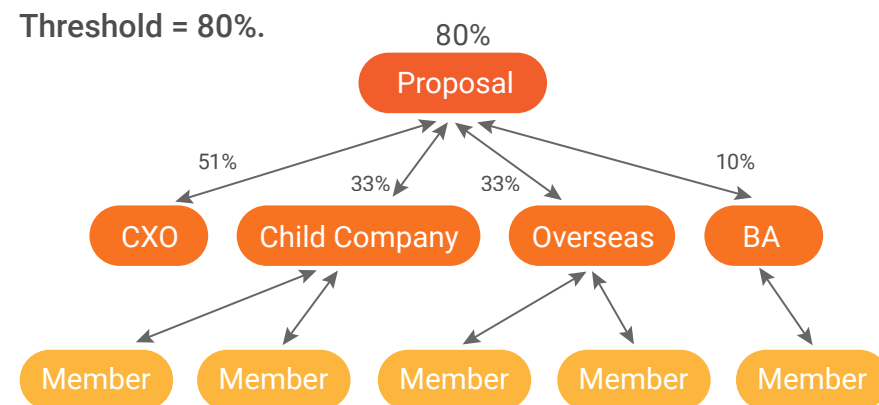 Threshold = 80%.
80%
Proposal
51%
33%
33%
10%
CXO
Child Company
Overseas
BA
Member
Member
Member
Member
Member